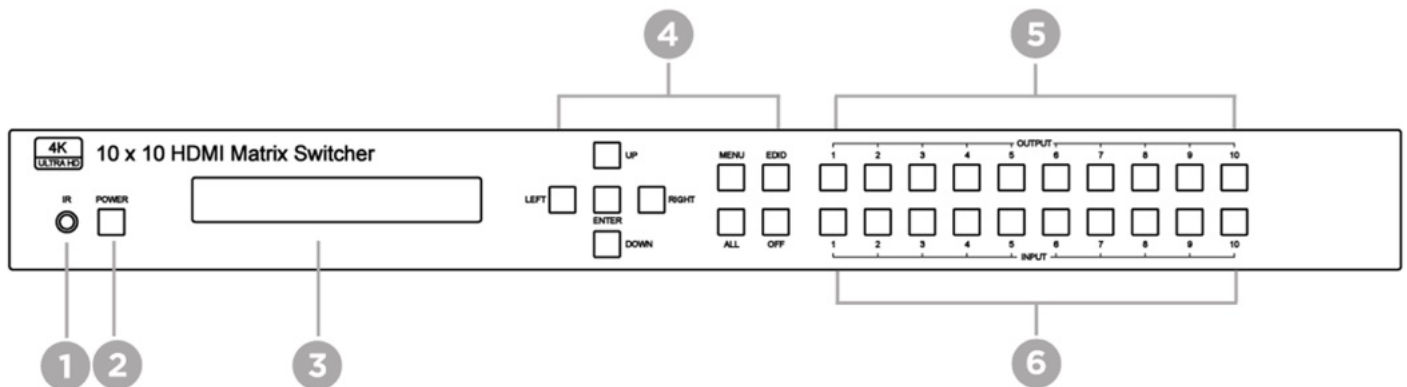 4 5
4K
ULTRA HD
10 x 10 HDMI Matrix Switcher
IR POWER
LEFT UP ENTER DOWN RIGHT
MENU EDID
ALL OFF
OUTPUT
1 2 3 4 5 6 7 8 9 10
1 2 3 4 5 6 7 8 9 10
INPUT
1 2 3 6